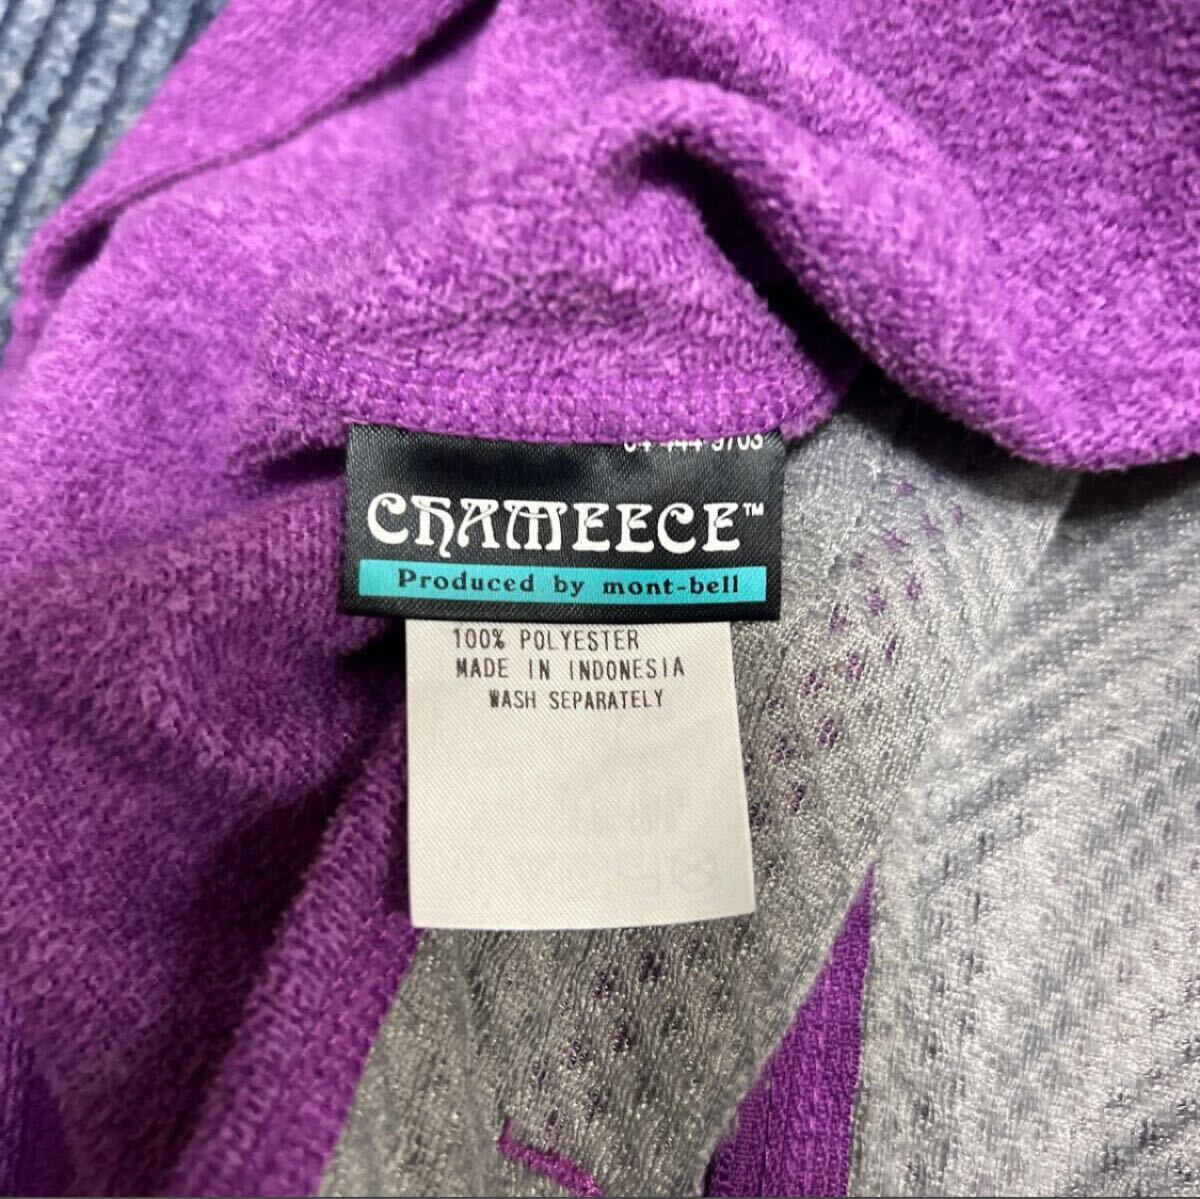 CHAMEECE™
Produced by mont-bell
100% POLYESTER
MADE IN INDONESIA
WASH SEPARATELY